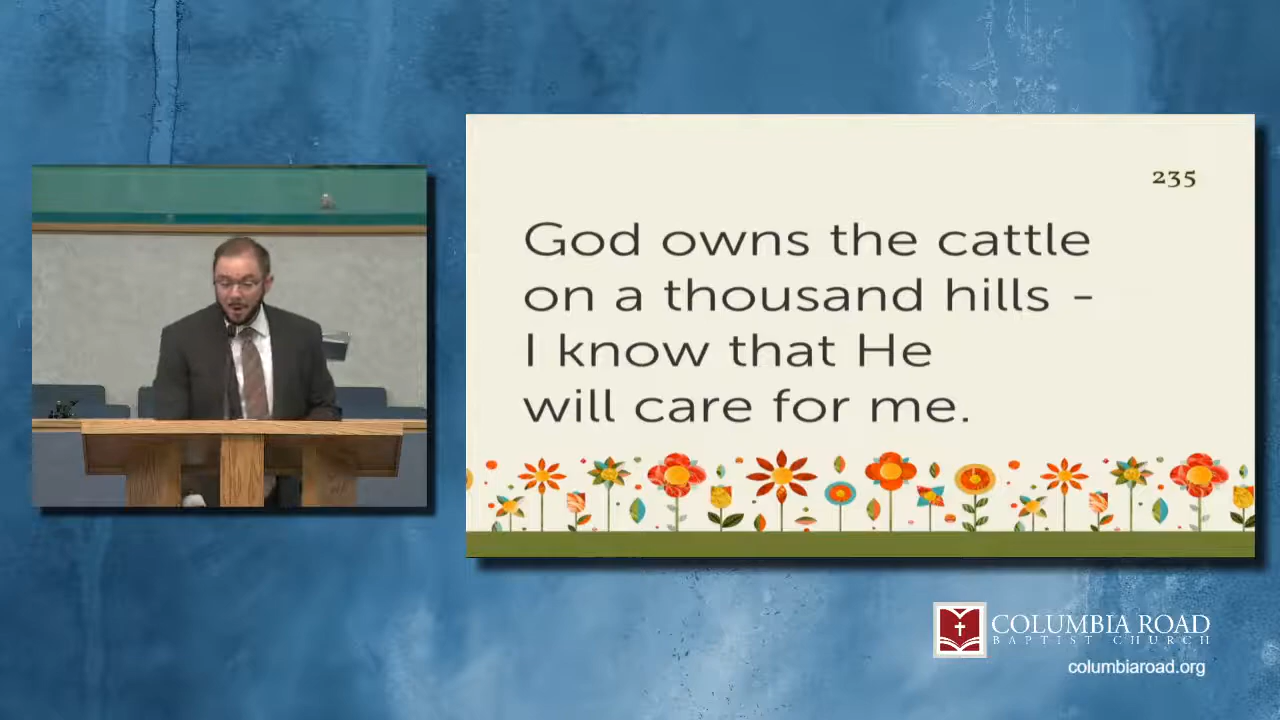 235
God owns the cattle
on a thousand hills -
I know that He
will care for me.
COLUMBIA ROAD
BAPTIST CHURCH
columbiaroad.org